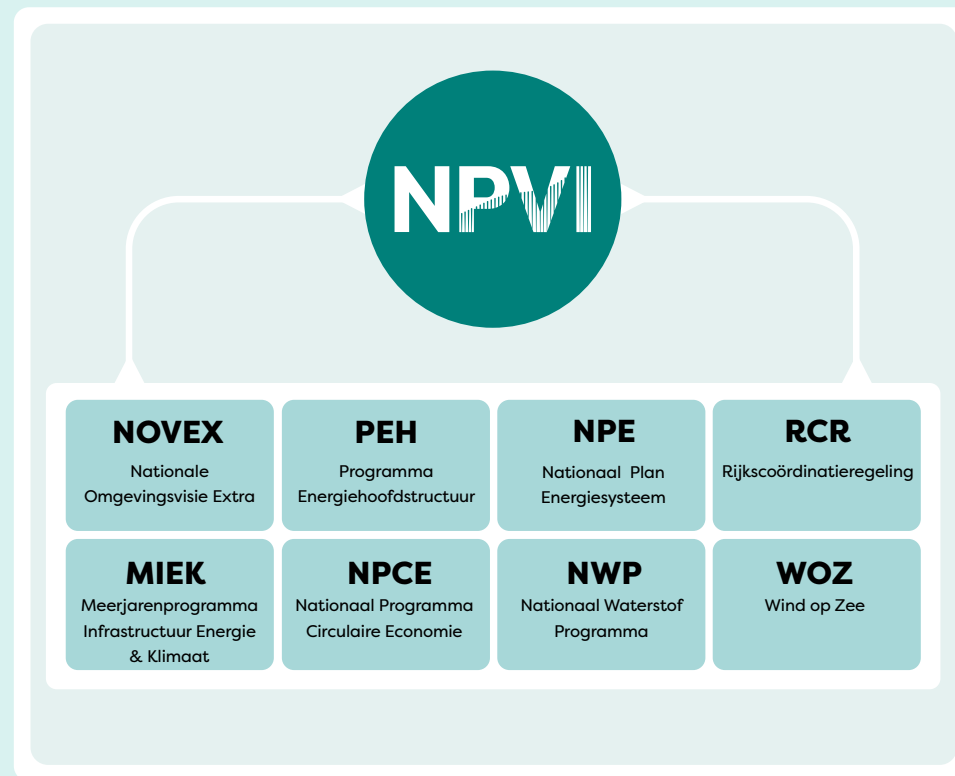 NPVI
NOVEX
Nationale
Omgevingsvisie Extra
PEH
Programma
Energiehoofdstructuur
NPE
Nationaal Plan
Energiesysteem
RCR
Rijkscoördinatieregeling
MIEK
Meerjarenprogramma
Infrastructuur Energie
& Klimaat
NPCE
Nationaal Programma
Circulaire Economie
NWP
Nationaal Waterstof
Programma
WOZ
Wind op Zee